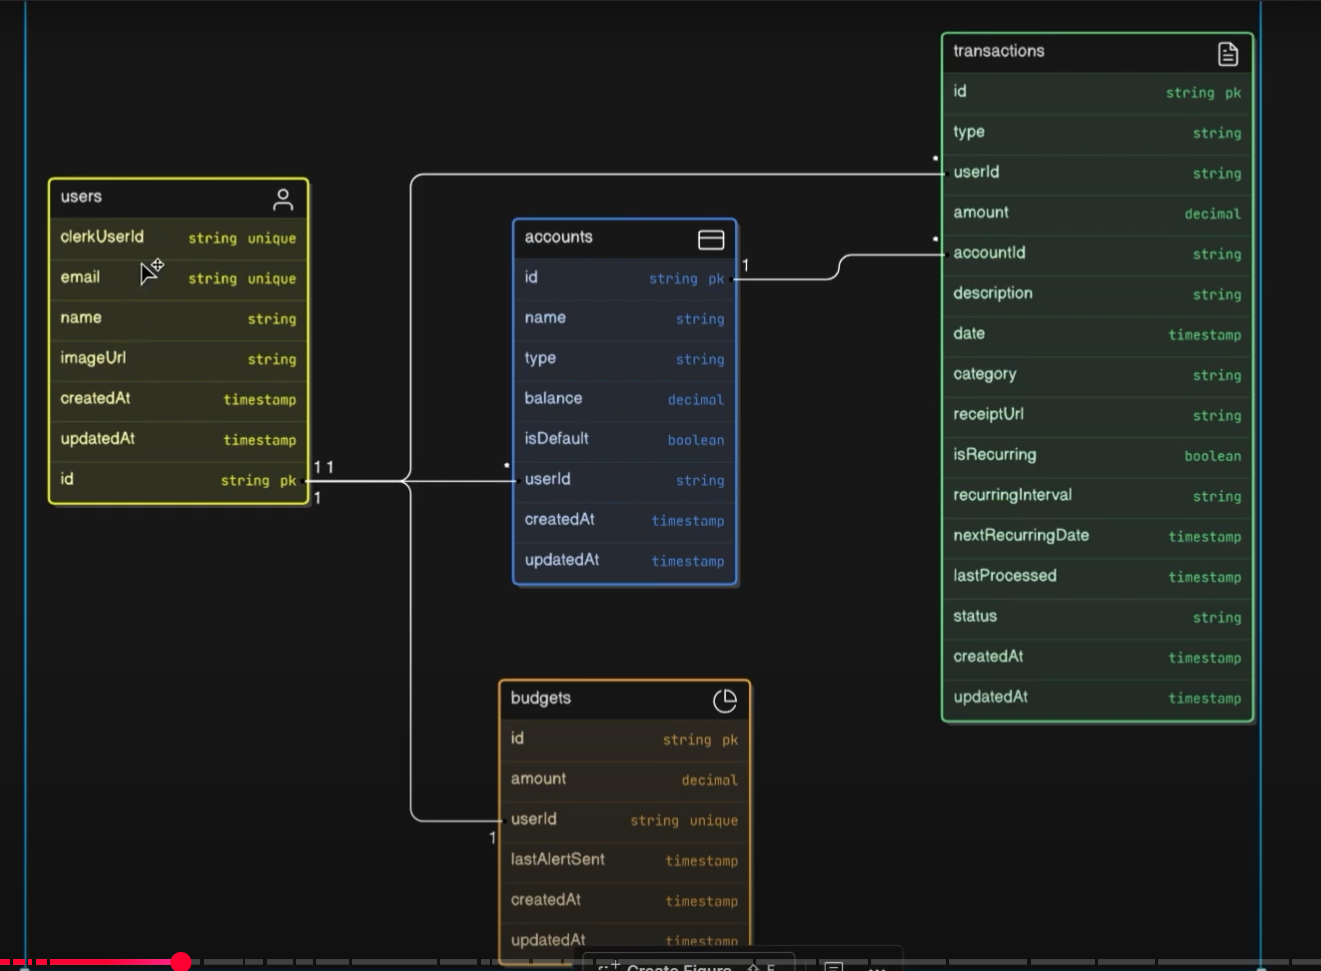 users
clerkUserId string unique
email string unique
name string
imageUrl string
createdAt timestamp
updatedAt timestamp
id string pk
1 1
1
accounts
id string pk
1
name string
type string
balance decimal
isDefault boolean
*
userId string
createdAt timestamp
updatedAt timestamp
budgets
id string pk
amount decimal
userId string unique
1
lastAlertSent timestamp
createdAt timestamp
updatedAt timestamp
transactions
id string pk
type string
*
userId string
amount decimal
*
accountId string
description string
date timestamp
category string
receiptUrl string
isRecurring boolean
recurringInterval string
nextRecurringDate timestamp
lastProcessed timestamp
status string
createdAt timestamp
updatedAt timestamp
Create Figure